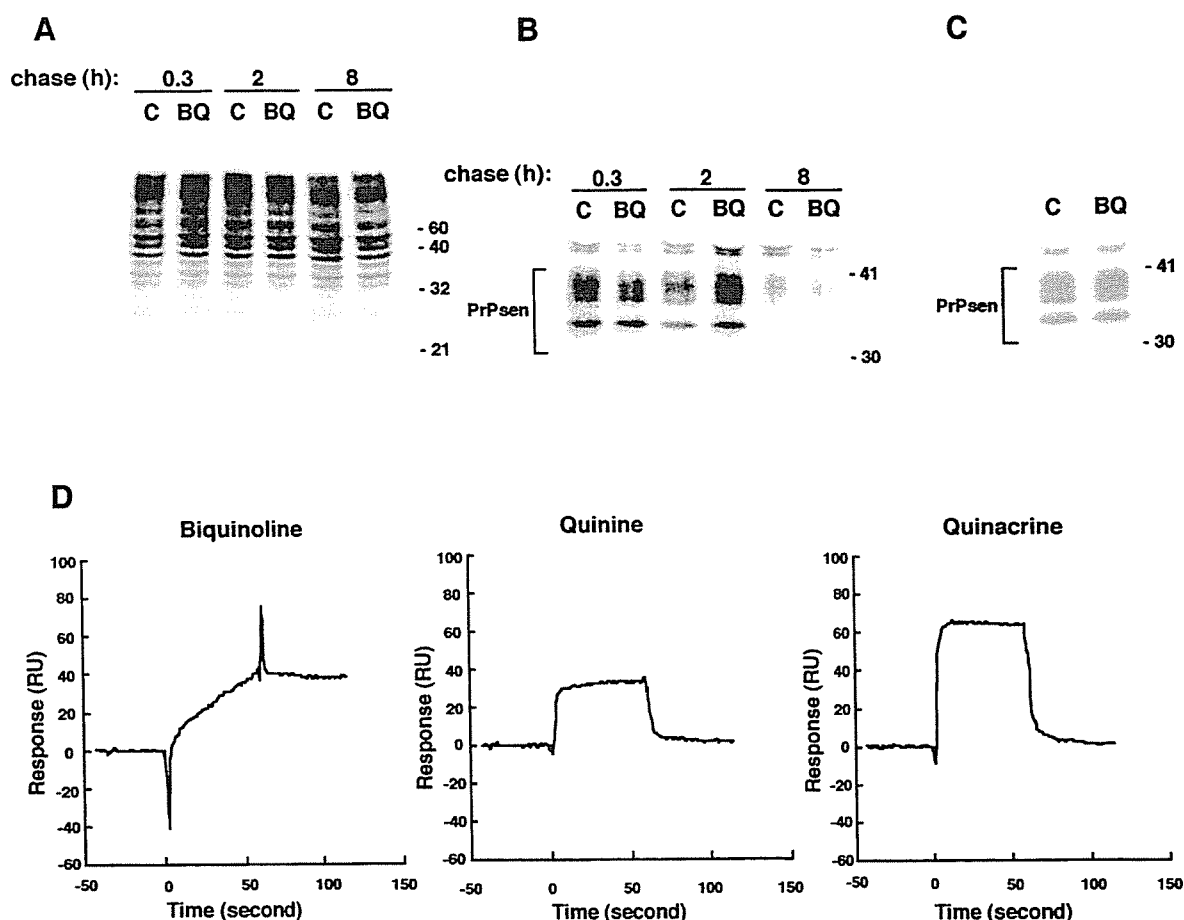 A
chase (h): 0.3 2 8
C BQ C BQ C BQ
- 60
- 40
- 32
- 21
B
chase (h): 0.3 2 8
C BQ C BQ C BQ
- 41
PrPsen
- 30
C
C BQ
- 41
PrPsen
- 30
D
Biquinoline
Response (RU)
100
80
60
40
20
0
-20
-40
-60
-50 0 50 100 150
Time (second)
Quinine
Response (RU)
100
80
60
40
20
0
-20
-40
-60
-50 0 50 100 150
Time (second)
Quinacrine
Response (RU)
100
80
60
40
20
0
-20
-40
-60
-50 0 50 100 150
Time (second)